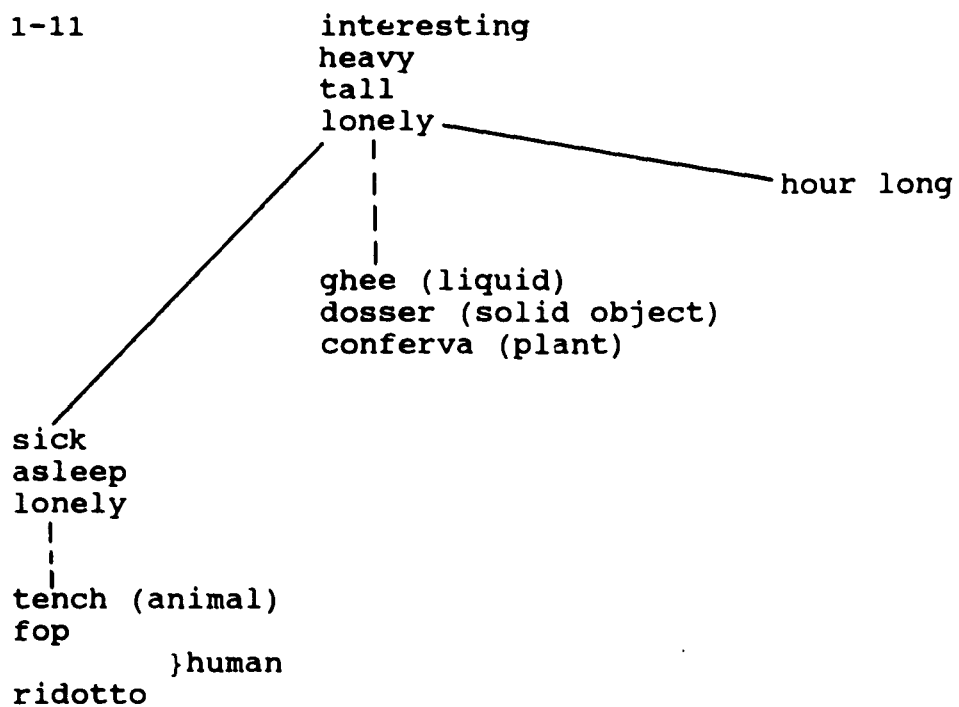 1-11 interesting
heavy
tall
lonely
hour long
ghee (liquid)
dosser (solid object)
conferva (plant)
sick
asleep
lonely
tench (animal)
fop
}human
ridotto